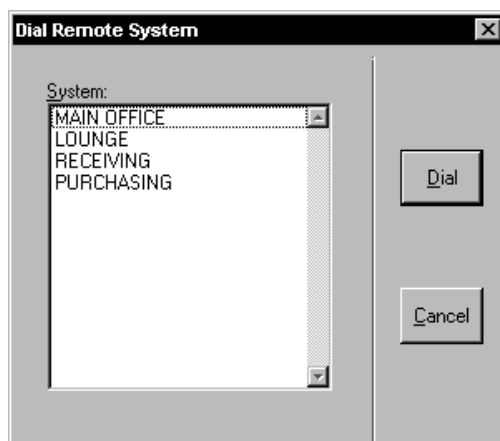 Dial Remote System
System:
MAIN OFFICE
LOUNGE
RECEIVING
PURCHASING
Dial
Cancel